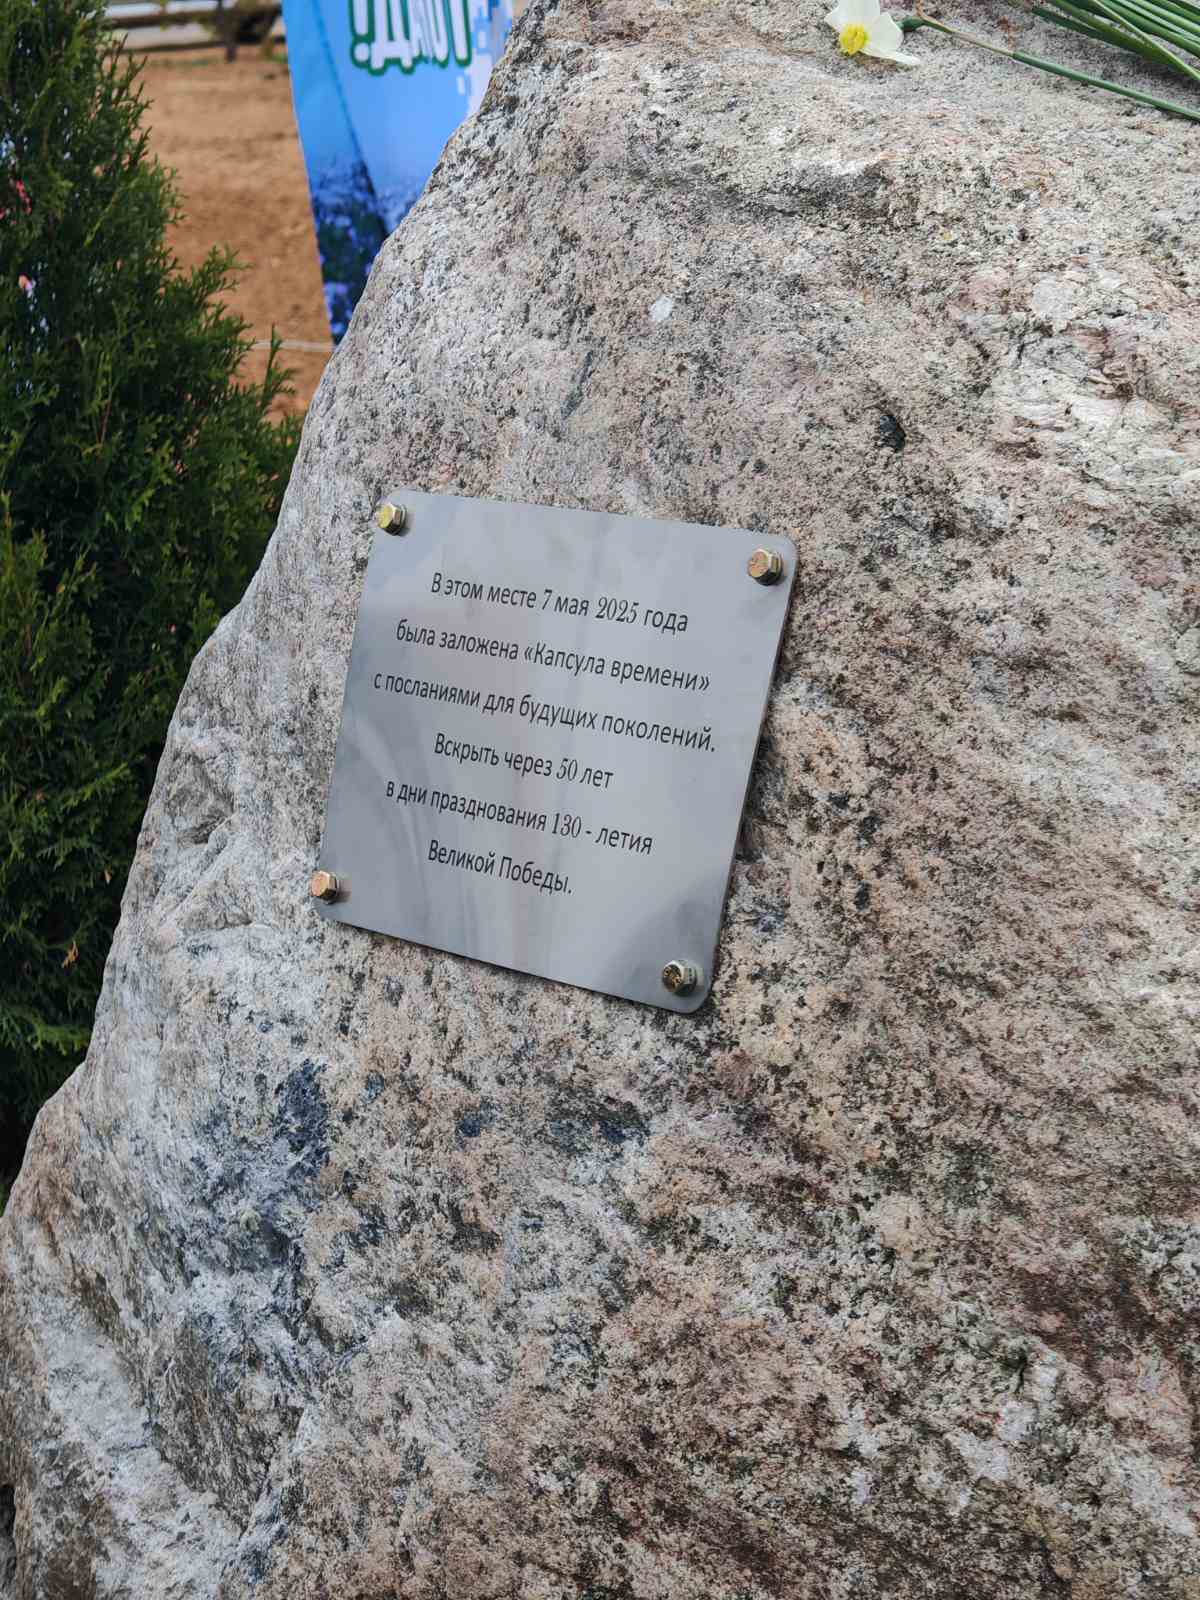 В этом месте 7 мая 2025 года
была заложена «Капсула времени»
с посланиями для будущих поколений.
Вскрыть через 50 лет
в дни празднования 130 - летия
Великой Победы.